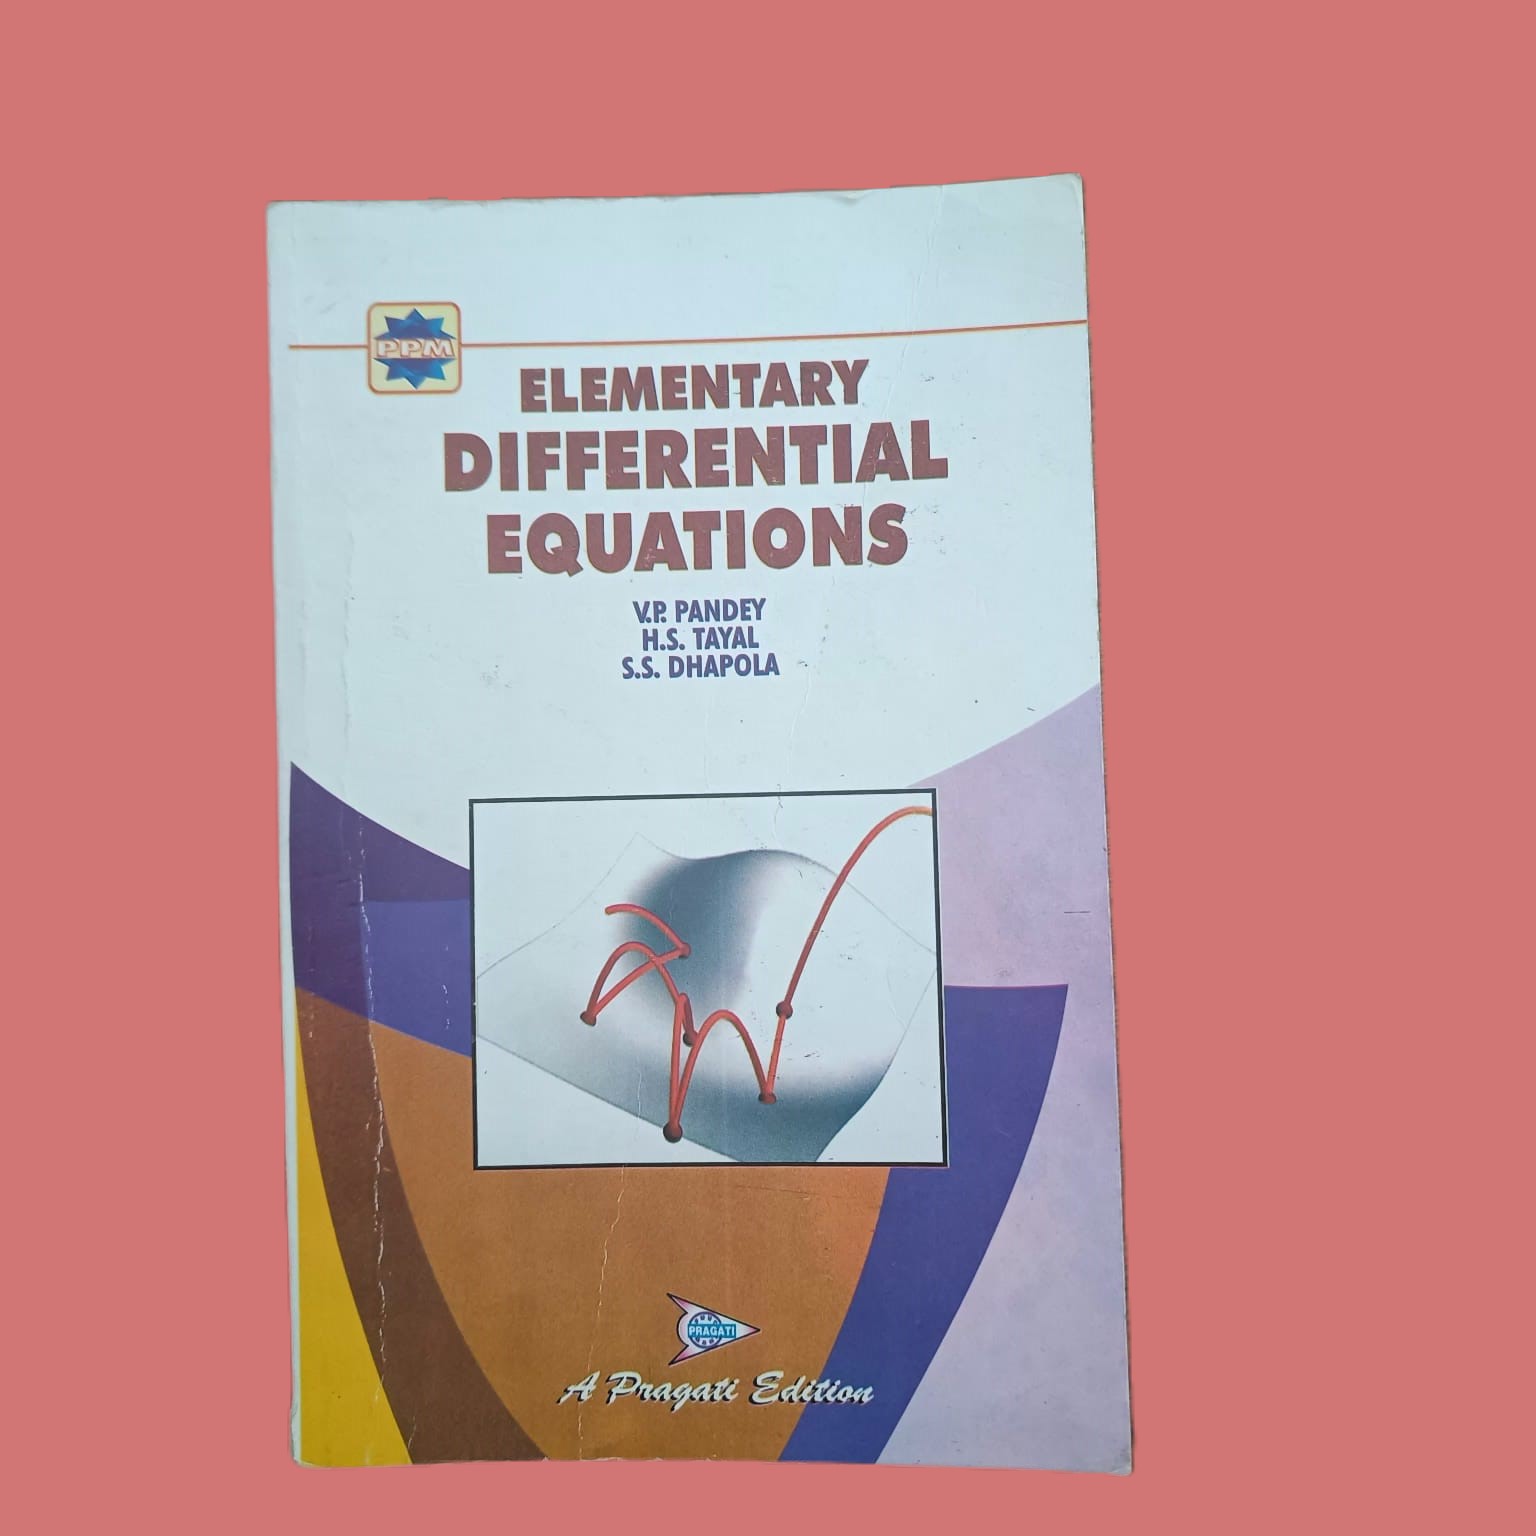 PPM
ELEMENTARY
DIFFERENTIAL
EQUATIONS
V.P. PANDEY
H.S. TAYAL
S.S. DHAPOLA
PRAGATI
A Pragati Edition